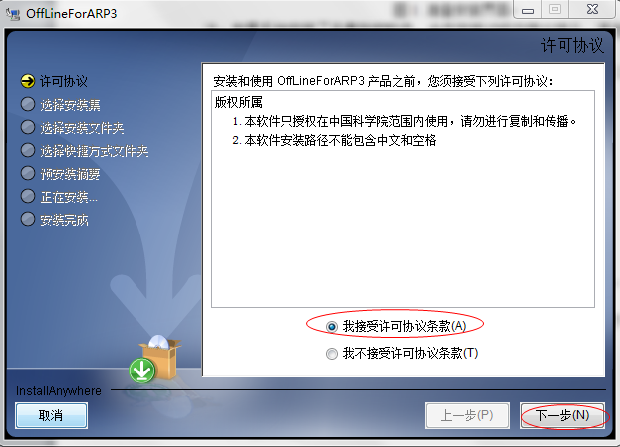 OffLineForARP3
许可协议
许可协议
选择安装集
选择安装文件夹
选择快捷方式文件夹
预安装摘要
正在安装...
安装完成
安装和使用 OffLineForARP3 产品之前，您须接受下列许可协议：
版权所属
1. 本软件只授权在中国科学院范围内使用，请勿进行复制和传播。
2. 本软件安装路径不能包含中文和空格
我接受许可协议条款(A)
我不接受许可协议条款(T)
InstallAnywhere
取消
上一步(P)
下一步(N)